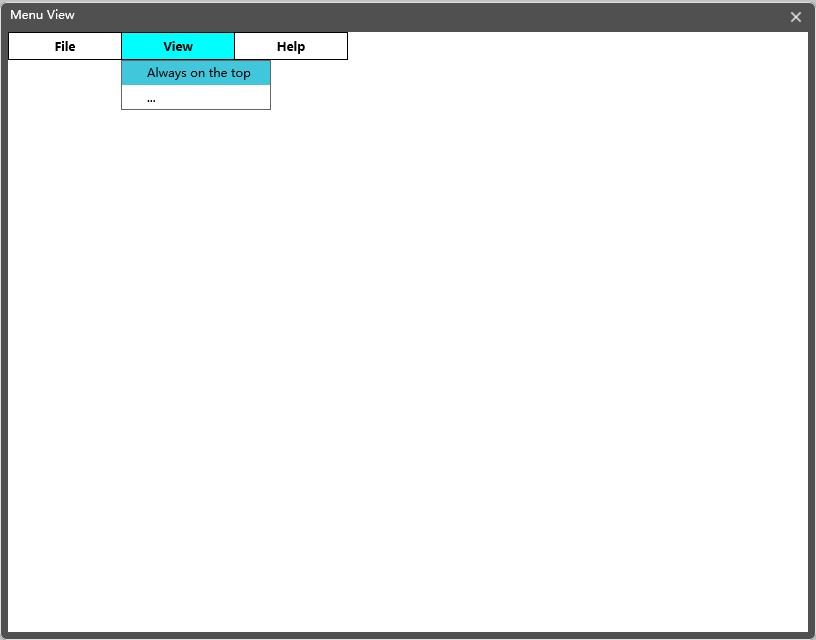 Menu View
File View Help
Always on the top
...